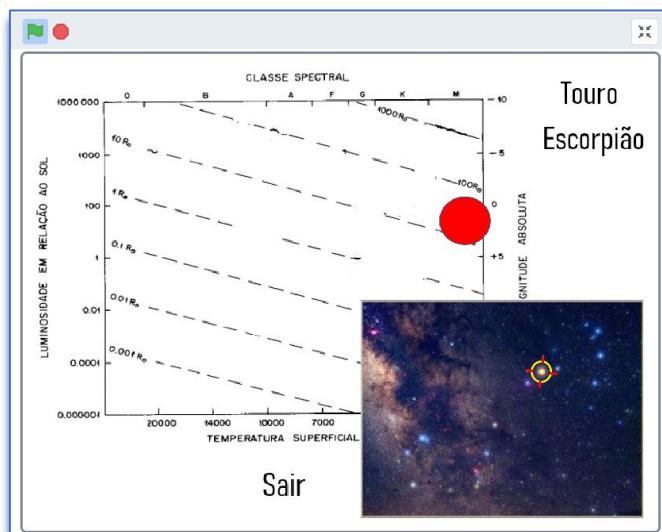 CLASSE SPECTRAL
O B A F G K M
1000 000
1000
100
1
0.01
0.0001
0.000001
LUMINOSIDADE EM RELAÇÃO AO SOL
10 R⊙
1 R⊙
0,1 R⊙
0,01 R⊙
0,001 R⊙
1000 R⊙
100 R⊙
-10
-5
0
+5
GNITUDE ABSOLUTA
20000 14000 10000 7000
TEMPERATURA SUPERFICIAL
Touro
Escorpião
Sair